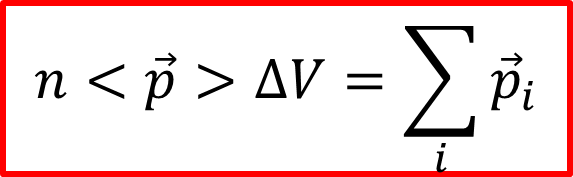 n < p⃗ > ΔV = ∑ᵢ p⃗ᵢ